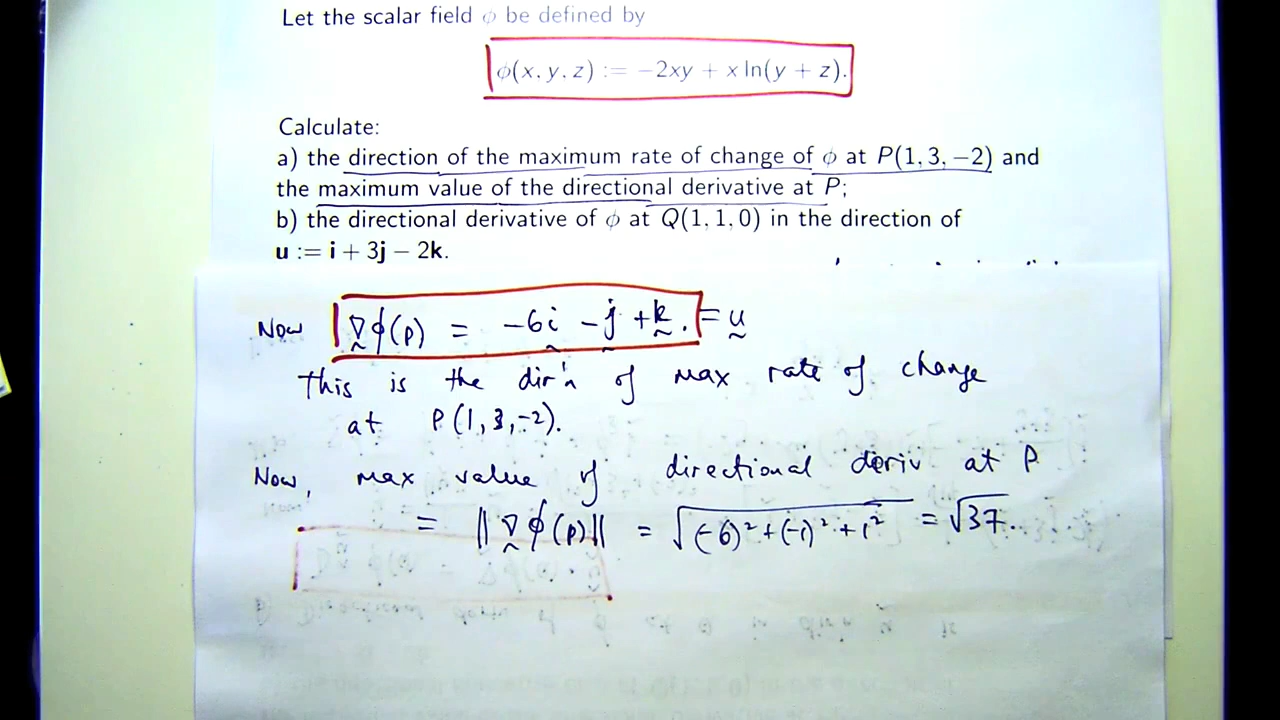 Let the scalar field ϕ be defined by
ϕ(x, y, z) := −2xy + x ln(y + z).
Calculate:
a) the direction of the maximum rate of change of ϕ at P(1, 3, −2) and
the maximum value of the directional derivative at P;
b) the directional derivative of ϕ at Q(1, 1, 0) in the direction of
u := i + 3j − 2k.
Now ∇ϕ(P) = −6i − j + k. = u
This is the dir'n of max rate of change
at P(1, 3, −2).
Now, max value of directional deriv at P
= ||∇ϕ(P)|| = √((−6)² + (−1)² + 1²) = √37.